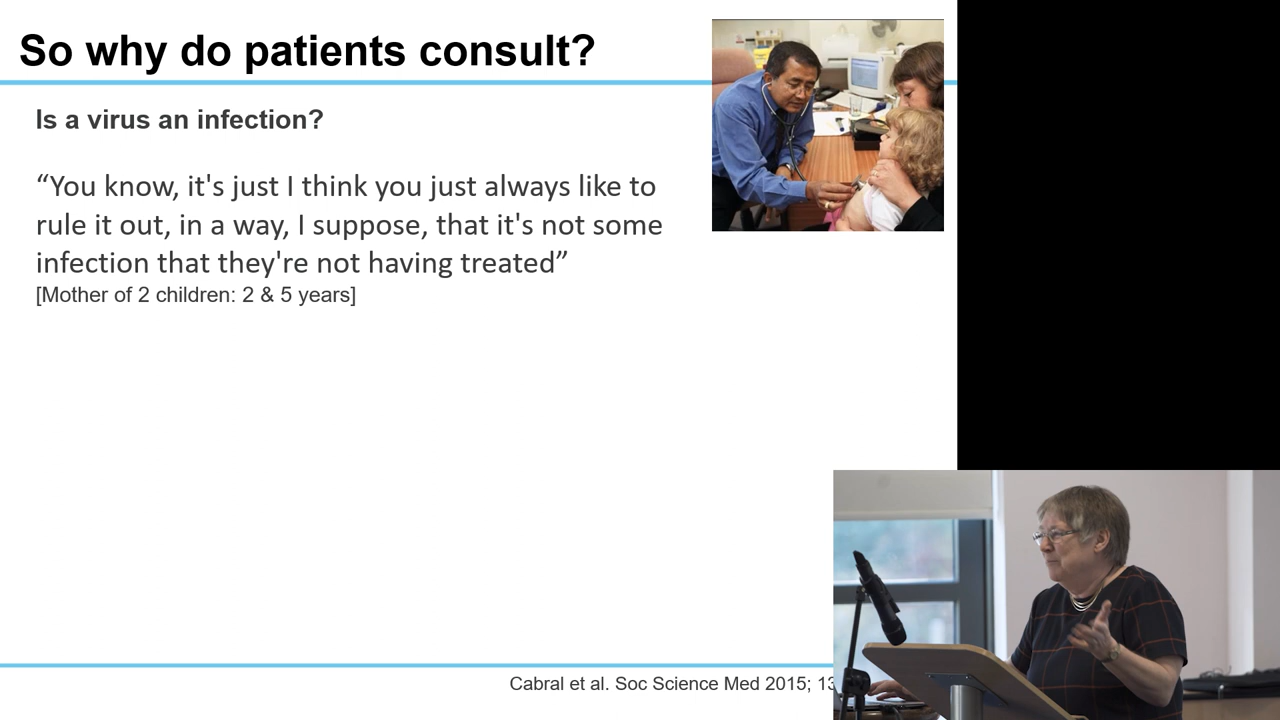 So why do patients consult?
Is a virus an infection?
“You know, it's just I think you just always like to
rule it out, in a way, I suppose, that it's not some
infection that they're not having treated”
[Mother of 2 children: 2 & 5 years]
Cabral et al. Soc Science Med 2015; 13